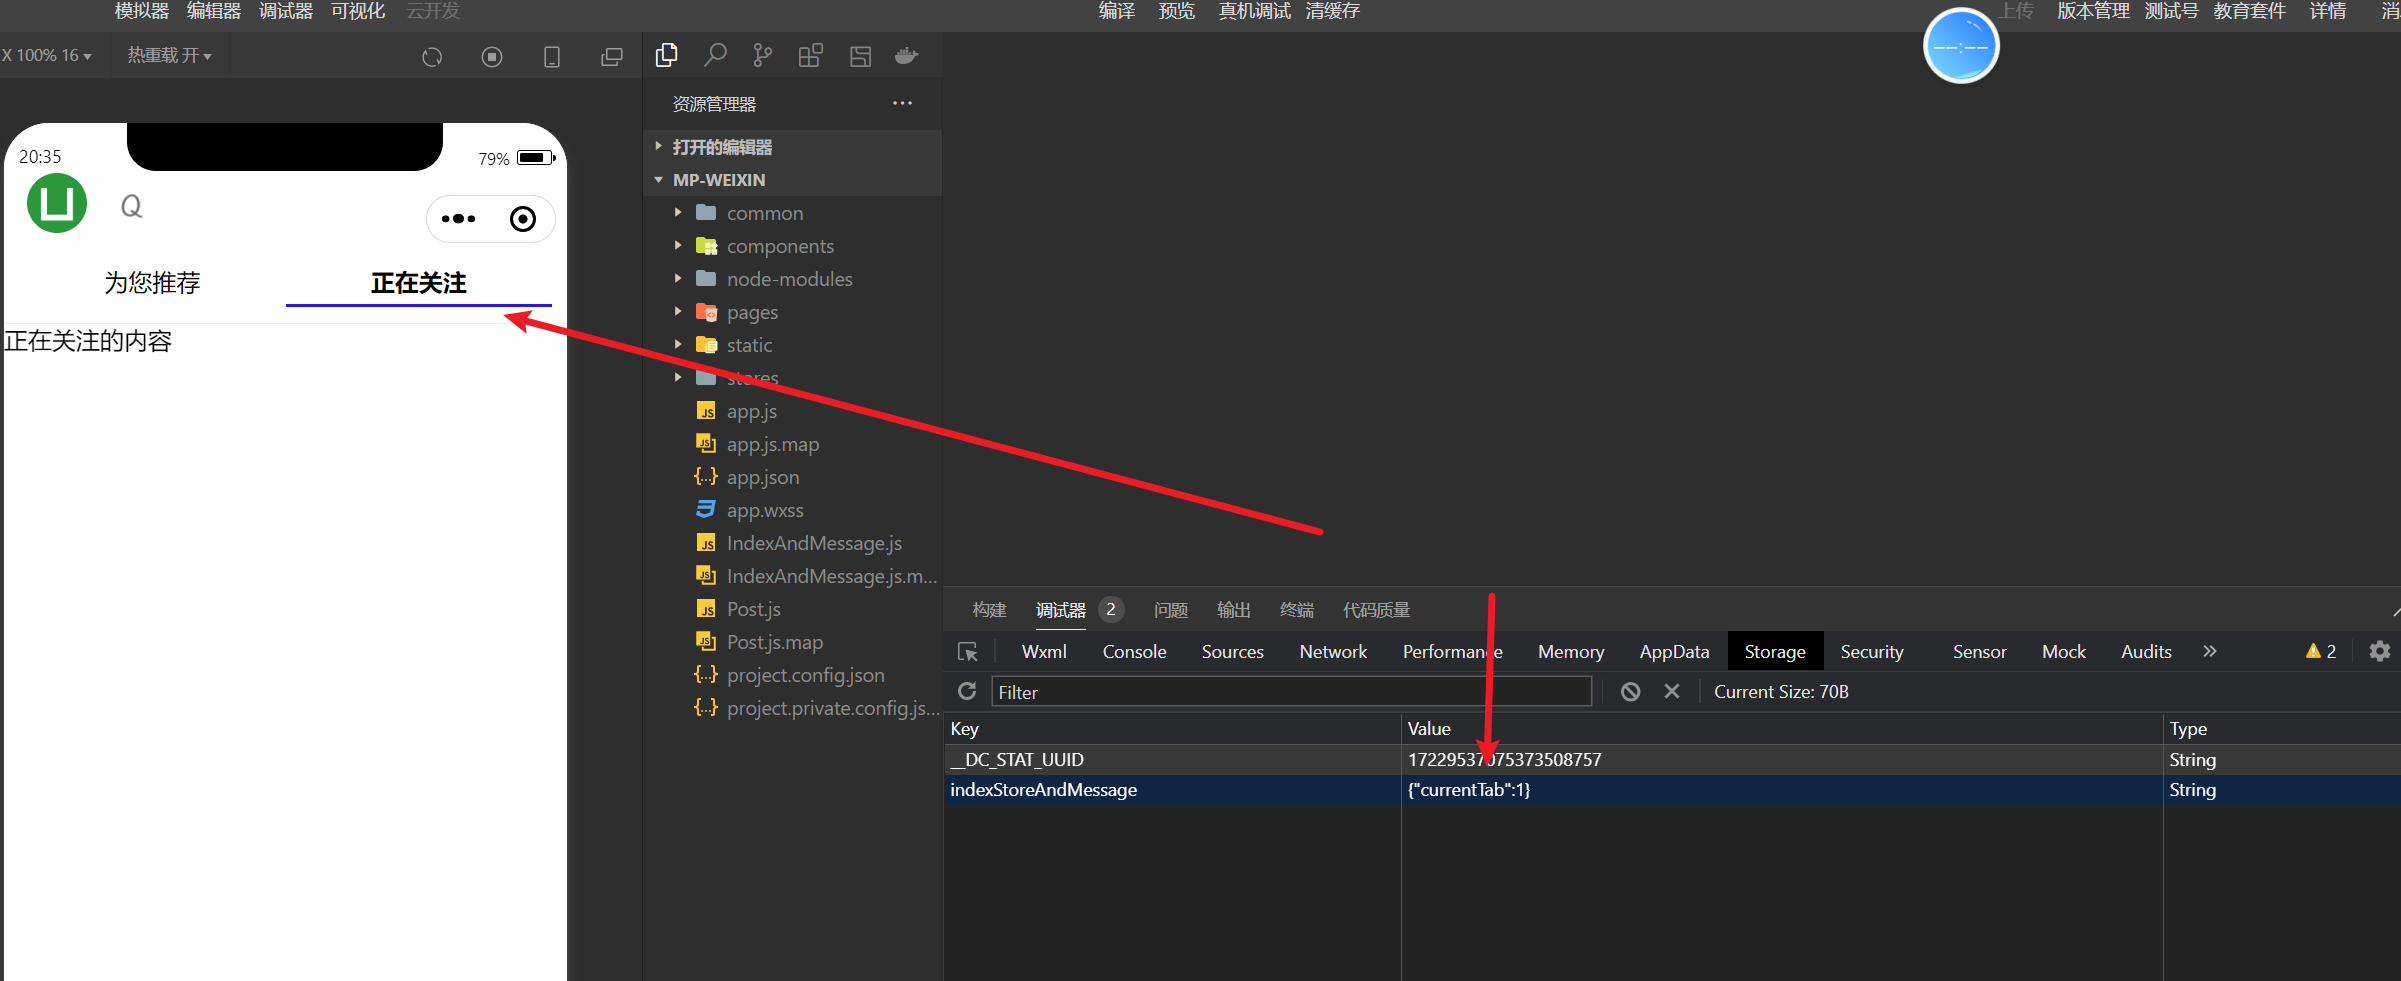 模拟器 编辑器 调试器 可视化 云开发 编译 预览 真机调试 清缓存 上传 版本管理 测试号 教育套件 详情 消
X 100% 16 热重载 开
--:--
资源管理器
打开的编辑器
MP-WEIXIN
common
components
node-modules
pages
static
stores
app.js
app.js.map
app.json
app.wxss
IndexAndMessage.js
IndexAndMessage.js.m...
Post.js
Post.js.map
project.config.json
project.private.config.js...
20:35 79%
为您推荐 正在关注
正在关注的内容
构建 调试器 2 问题 输出 终端 代码质量
Wxml Console Sources Network Performance Memory AppData Storage Security Sensor Mock Audits 2
Filter Current Size: 70B
Key Value Type
__DC_STAT_UUID 17229537075373508757 String
indexStoreAndMessage {"currentTab":1} String